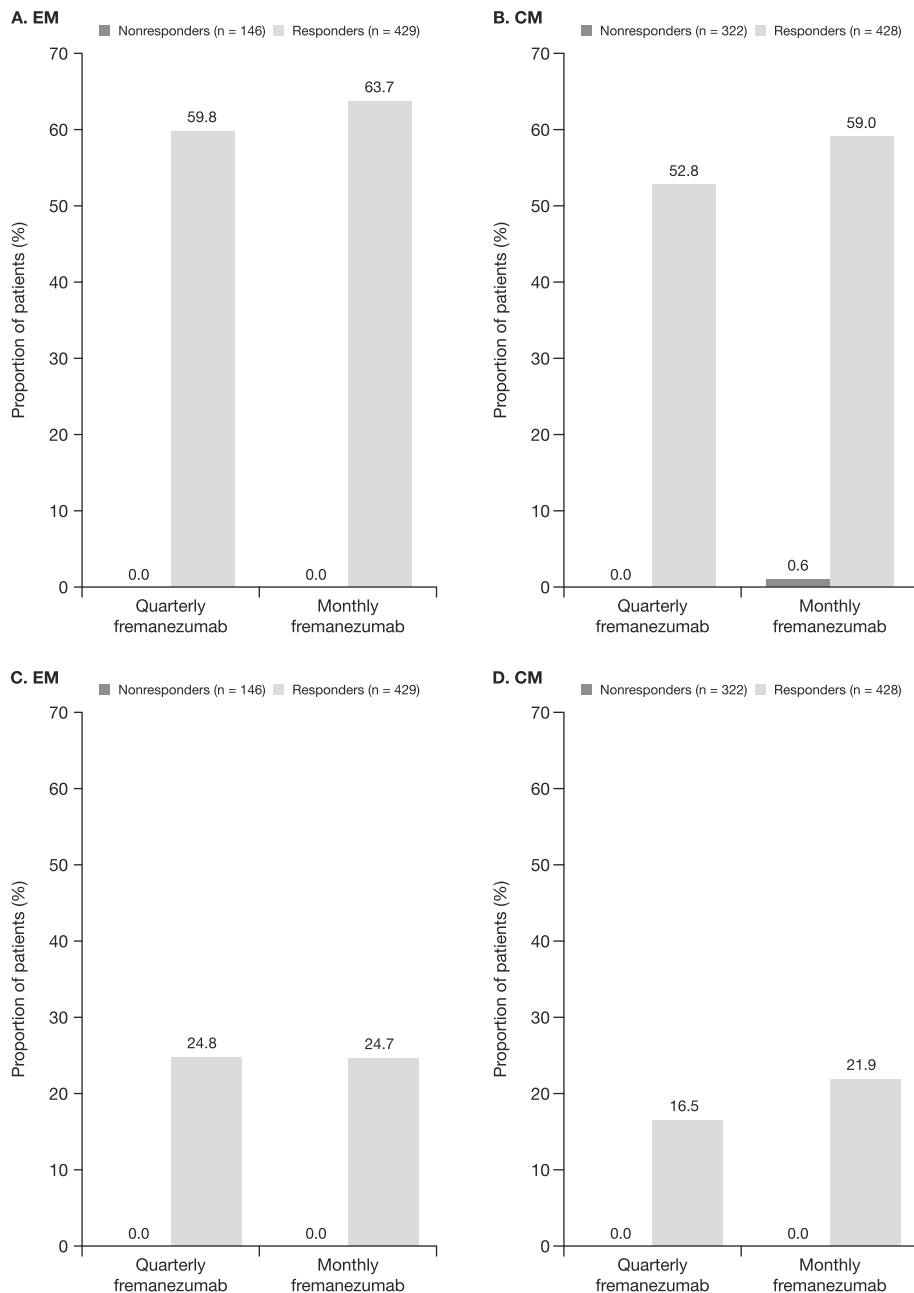 A. EM
Nonresponders (n = 146) Responders (n = 429)
Proportion of patients (%)
70
60
50
40
30
20
10
0
59.8
63.7
0.0
0.0
Quarterly
fremanezumab
Monthly
fremanezumab
B. CM
Nonresponders (n = 322) Responders (n = 428)
Proportion of patients (%)
70
60
50
40
30
20
10
0
52.8
59.0
0.0
0.6
Quarterly
fremanezumab
Monthly
fremanezumab
C. EM
Nonresponders (n = 146) Responders (n = 429)
Proportion of patients (%)
70
60
50
40
30
20
10
0
24.8
24.7
0.0
0.0
Quarterly
fremanezumab
Monthly
fremanezumab
D. CM
Nonresponders (n = 322) Responders (n = 428)
Proportion of patients (%)
70
60
50
40
30
20
10
0
16.5
21.9
0.0
0.0
Quarterly
fremanezumab
Monthly
fremanezumab